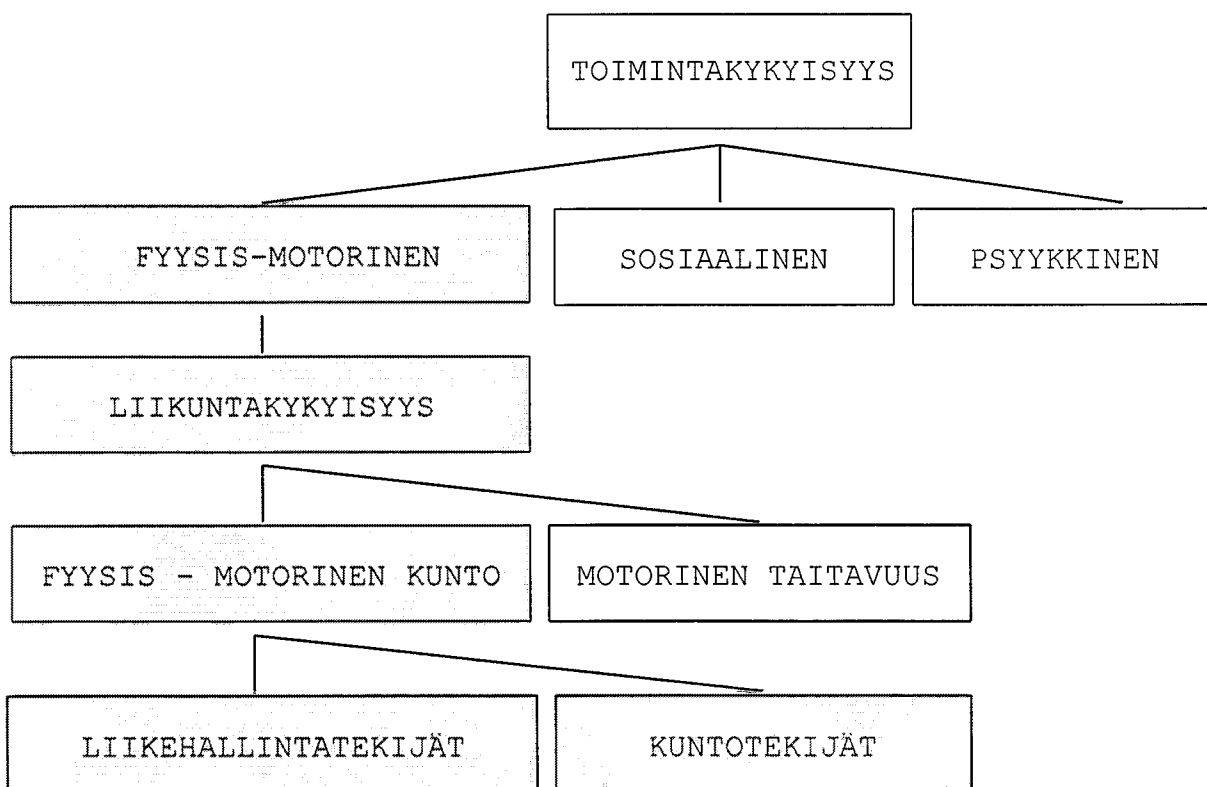 TOIMINTAKYKYISYYS
FYYSIS-MOTORINEN
SOSIAALINEN
PSYYKKINEN
LIIKUNTAKYKYISYYS
FYYSIS - MOTORINEN KUNTO
MOTORINEN TAITAVUUS
LIIKEHALLINTATEKIJÄT
KUNTOTEKIJÄT